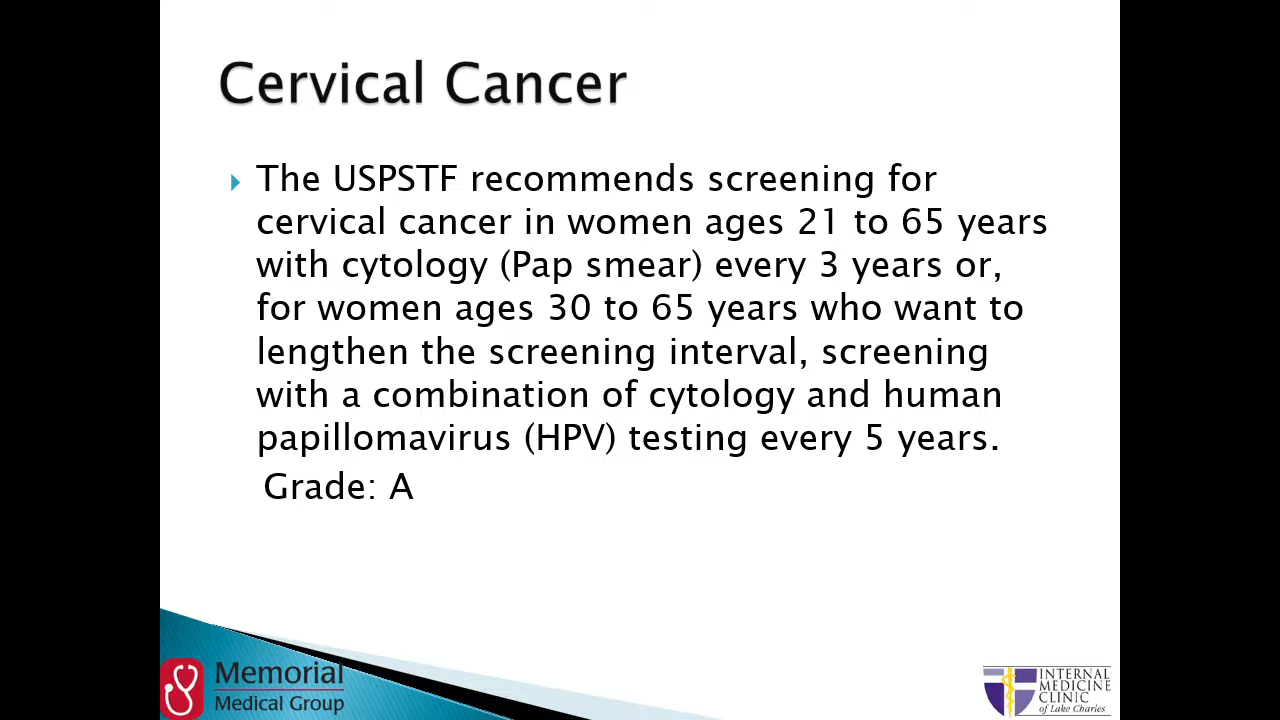 Cervical Cancer
The USPSTF recommends screening for
cervical cancer in women ages 21 to 65 years
with cytology (Pap smear) every 3 years or,
for women ages 30 to 65 years who want to
lengthen the screening interval, screening
with a combination of cytology and human
papillomavirus (HPV) testing every 5 years.
Grade: A
Memorial
Medical Group
INTERNAL
MEDICINE
CLINIC
of Lake Charles